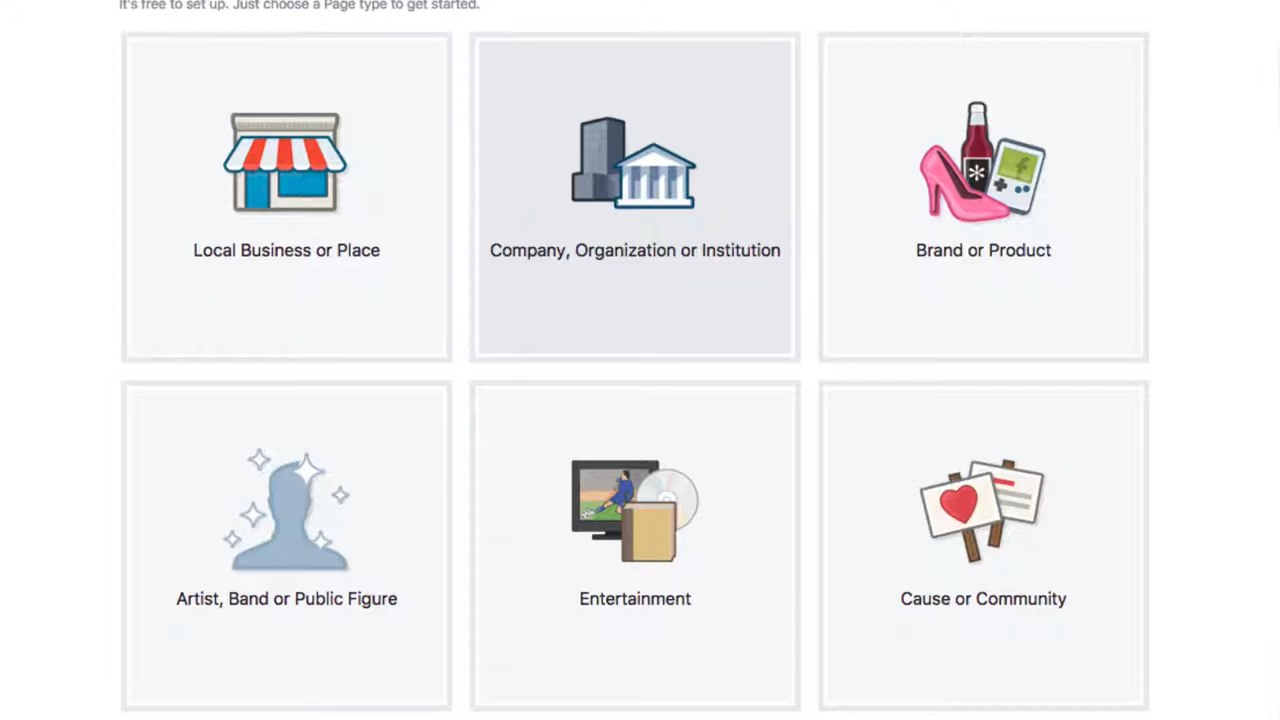 It's free to set up. Just choose a Page type to get started.
Local Business or Place
Company, Organization or Institution
Brand or Product
Artist, Band or Public Figure
Entertainment
Cause or Community